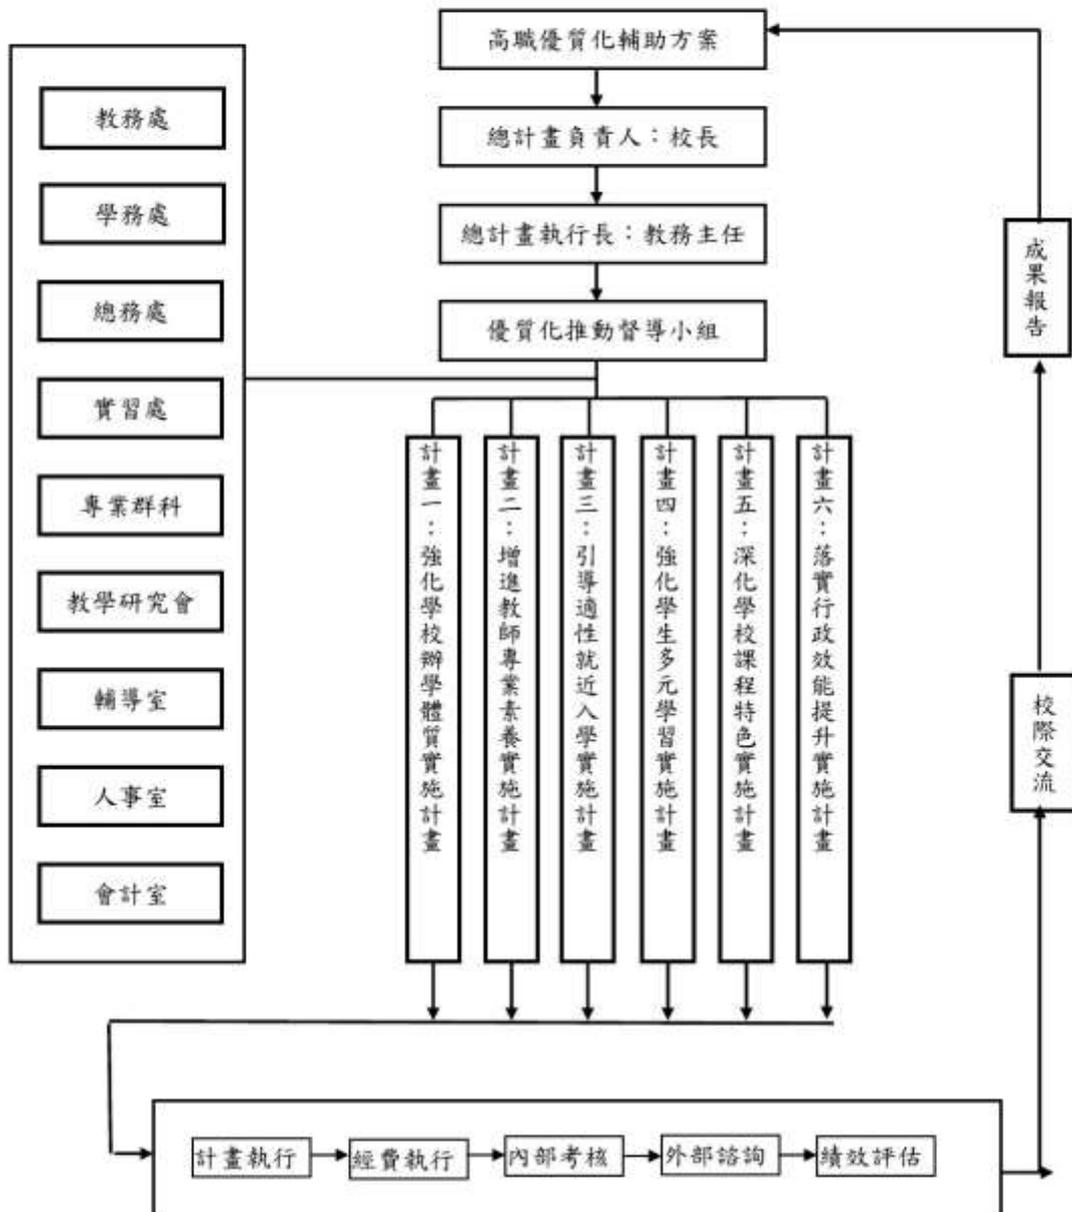 高職優質化輔助方案
總計畫負責人：校長
總計畫執行長：教務主任
優質化推動督導小組
教務處
學務處
總務處
實習處
專業群科
教學研究會
輔導室
人事室
會計室
計畫一：強化學校辦學體質實施計畫
計畫二：增進教師專業素養實施計畫
計畫三：引導適性就近入學實施計畫
計畫四：強化學生多元學習實施計畫
計畫五：深化學校課程特色實施計畫
計畫六：落實行政效能提升實施計畫
成果報告
校際交流
計畫執行
經費執行
內部考核
外部諮詢
績效評估